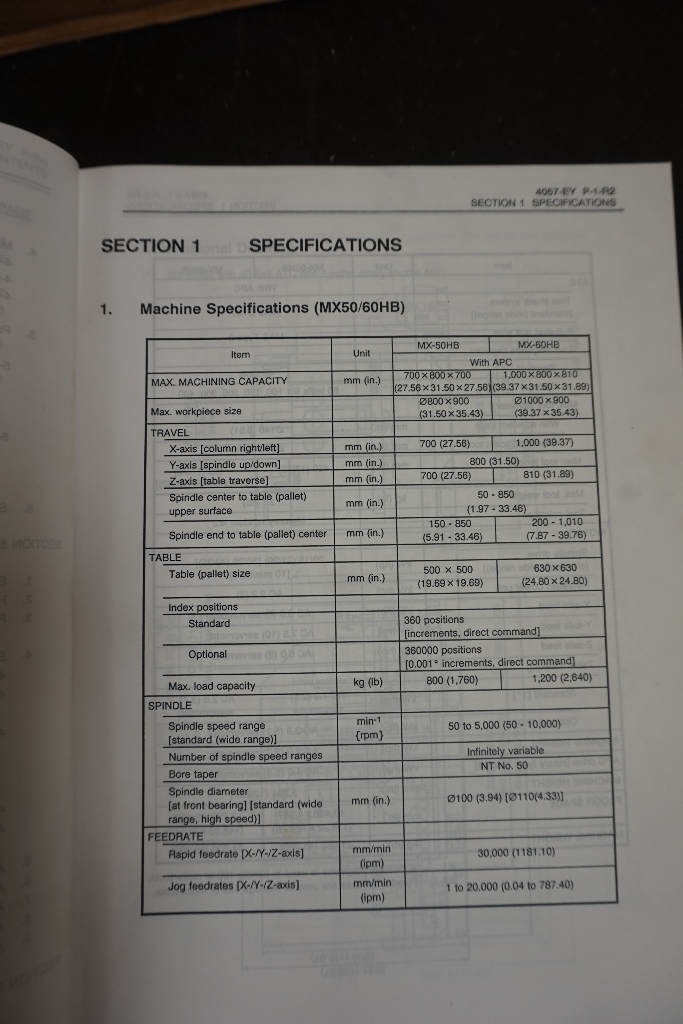 4057-EY P-1-R2
SECTION 1 SPECIFICATIONS
SECTION 1 SPECIFICATIONS
1. Machine Specifications (MX50/60HB)
Item Unit MX-50HB MX-60HB
With APC
MAX. MACHINING CAPACITY mm (in.) 700×800×700 1,000×800×810
(27.56×31.50×27.56) (39.37×31.50×31.89)
Max. workpiece size Ø800×900 Ø1000×900
(31.50×35.43) (39.37×35.43)
TRAVEL
X-axis [column right/left] mm (in.) 700 (27.56) 1,000 (39.37)
Y-axis [spindle up/down] mm (in.) 800 (31.50)
Z-axis [table traverse] mm (in.) 700 (27.56) 810 (31.89)
Spindle center to table (pallet) mm (in.) 50 - 850
upper surface (1.97 - 33.46)
Spindle end to table (pallet) center mm (in.) 150 - 850 200 - 1,010
(5.91 - 33.46) (7.87 - 39.76)
TABLE
Table (pallet) size mm (in.) 500 × 500 630×630
(19.69×19.69) (24.80×24.80)
Index positions
Standard 360 positions
[increments, direct command]
Optional 360000 positions
[0.001° increments, direct command]
Max. load capacity kg (lb) 800 (1,760) 1,200 (2,640)
SPINDLE
Spindle speed range min-1 50 to 5,000 (50 - 10,000)
[standard (wide range)] {rpm}
Number of spindle speed ranges Infinitely variable
Bore taper NT No. 50
Spindle diameter mm (in.) Ø100 (3.94) [Ø110(4.33)]
[at front bearing] [standard (wide
range, high speed)]
FEEDRATE
Rapid feedrate [X-/Y-/Z-axis] mm/min 30,000 (1181.10)
(ipm)
Jog feedrates [X-/Y-/Z-axis] mm/min 1 to 20,000 (0.04 to 787.40)
(ipm)